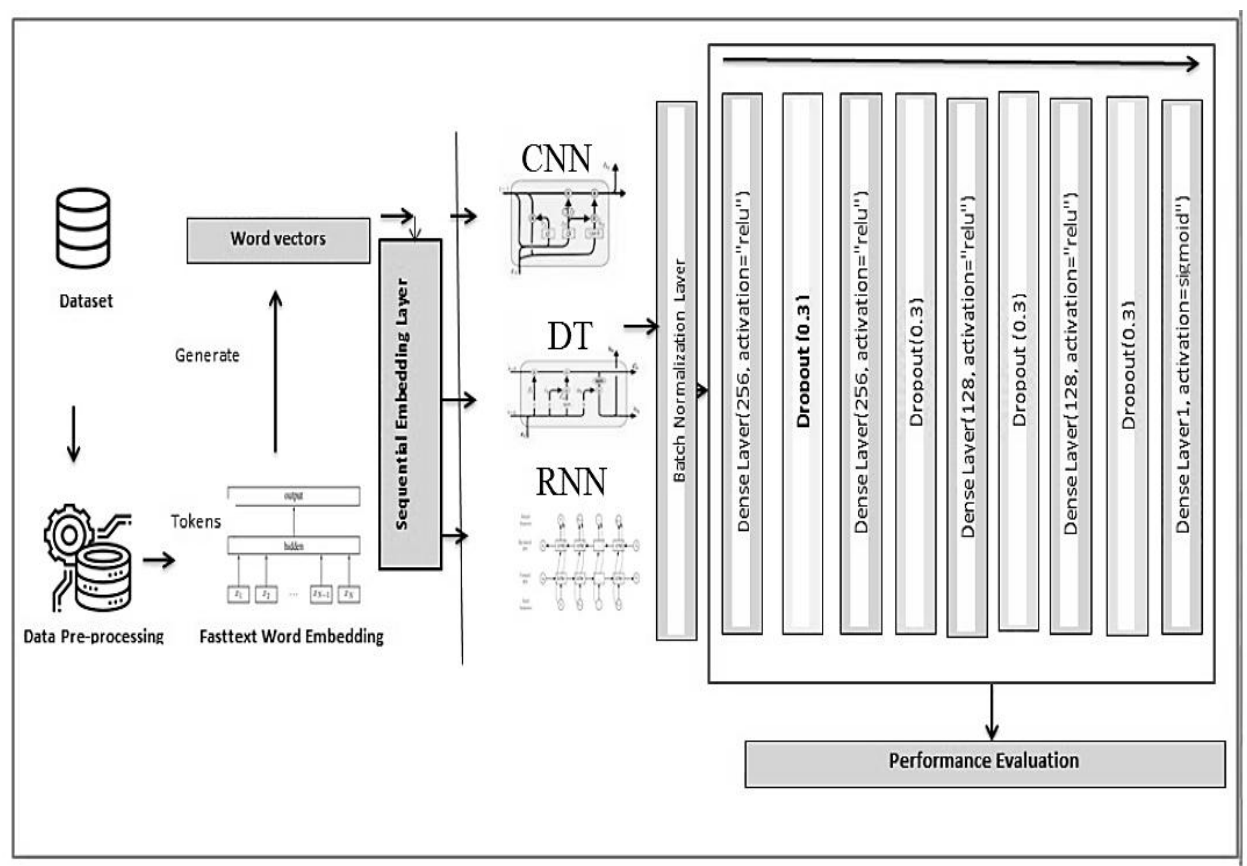 Dataset
Data Pre-processing
Tokens
output
hidden
Fasttext Word Embedding
Generate
Word vectors
Sequential Embedding Layer
CNN
DT
RNN
Batch Normalization Layer
Dense Layer(256, activation="relu")
Dropout (0.3)
Dense Layer(256, activation="relu")
Dropout(0.3)
Dense Layer(128, activation="relu")
Dropout (0.3)
Dense Layer(128, activation="relu")
Dropout(0.3)
Dense Layer1, activation=sigmoid")
Performance Evaluation